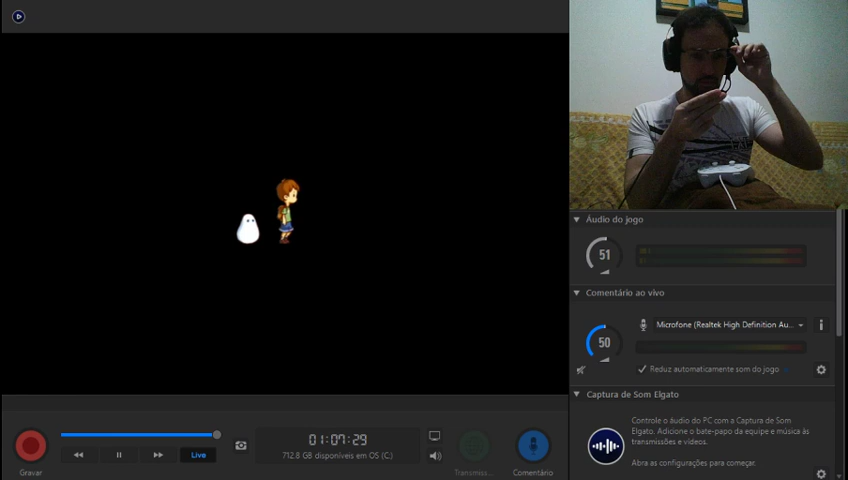 Áudio do jogo
51
Comentário ao vivo
50
Microfone (Realtek High Definition Au...
Reduz automaticamente som do jogo
Captura de Som Elgato
Controle o áudio do PC com a Captura de Som
Elgato. Adicione o bate-papo da equipe e música às
transmissões e vídeos.
Abra as configurações para começar.
Live
01:07:29
712.8 GB disponíveis em OS (C:)
Gravar
Transmiss...
Comentário